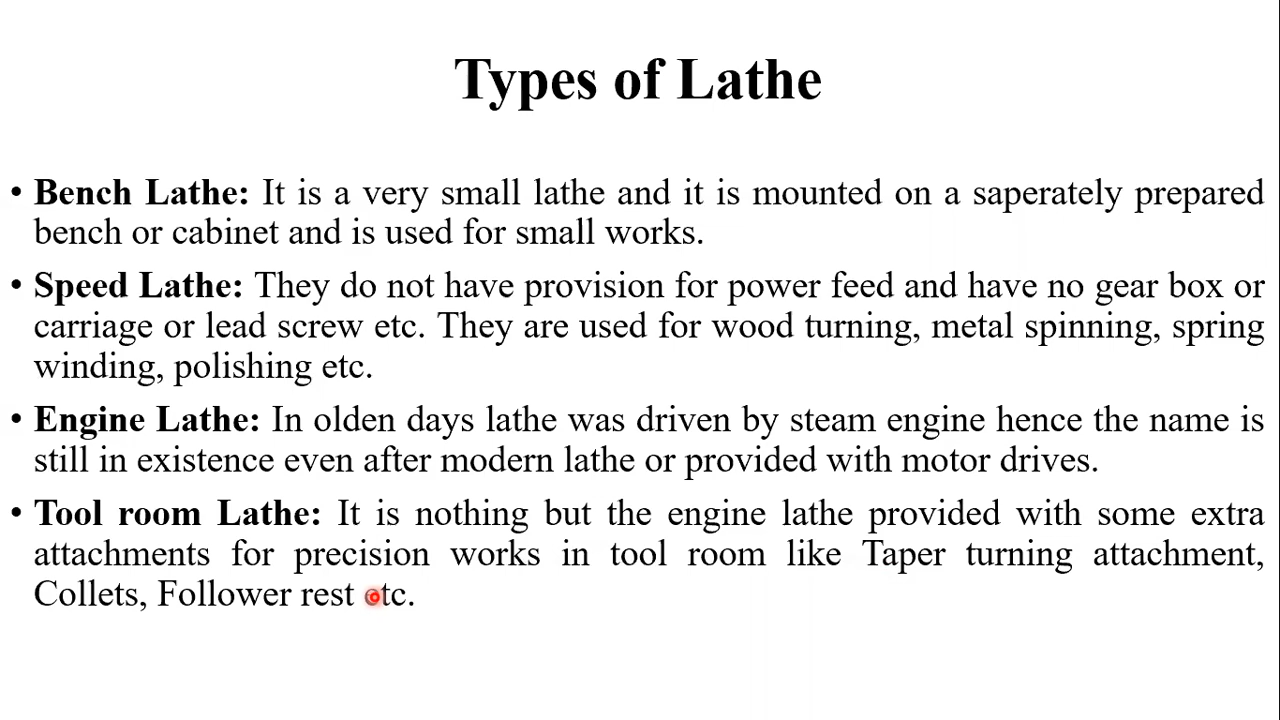 Types of Lathe
• Bench Lathe: It is a very small lathe and it is mounted on a saperately prepared
bench or cabinet and is used for small works.
• Speed Lathe: They do not have provision for power feed and have no gear box or
carriage or lead screw etc. They are used for wood turning, metal spinning, spring
winding, polishing etc.
• Engine Lathe: In olden days lathe was driven by steam engine hence the name is
still in existence even after modern lathe or provided with motor drives.
• Tool room Lathe: It is nothing but the engine lathe provided with some extra
attachments for precision works in tool room like Taper turning attachment,
Collets, Follower rest etc.